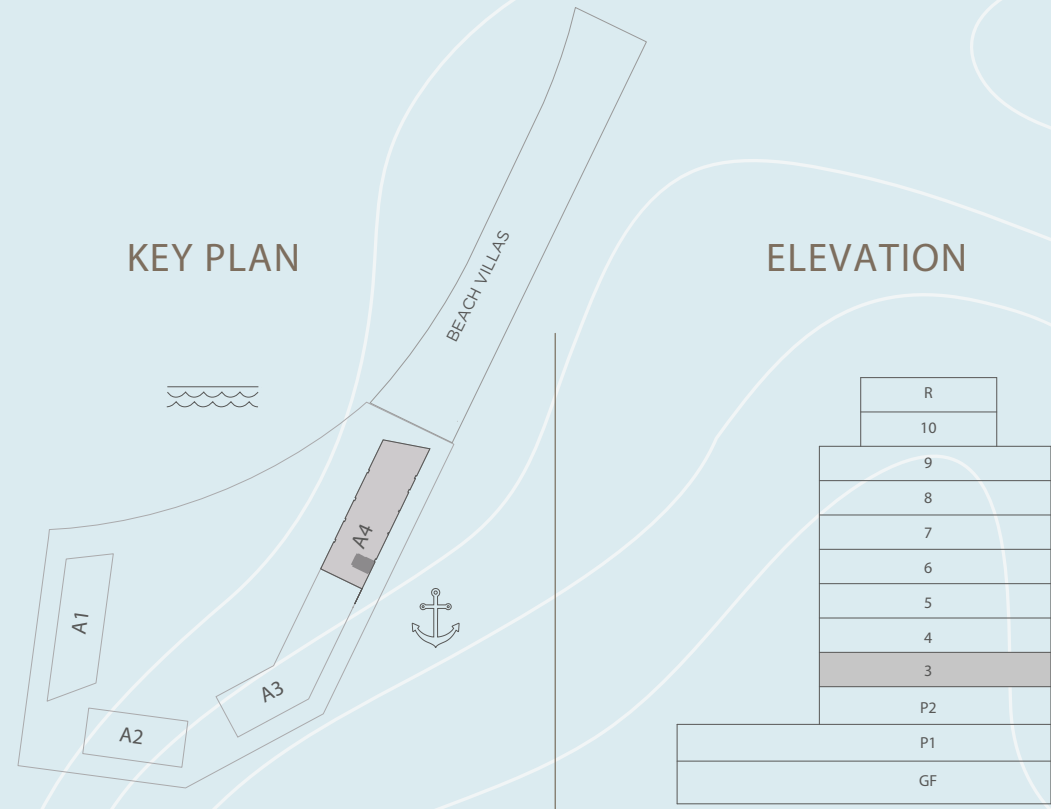 KEY PLAN
BEACH VILLAS
A4
A1
A3
A2
ELEVATION
R
10
9
8
7
6
5
4
3
P2
P1
GF